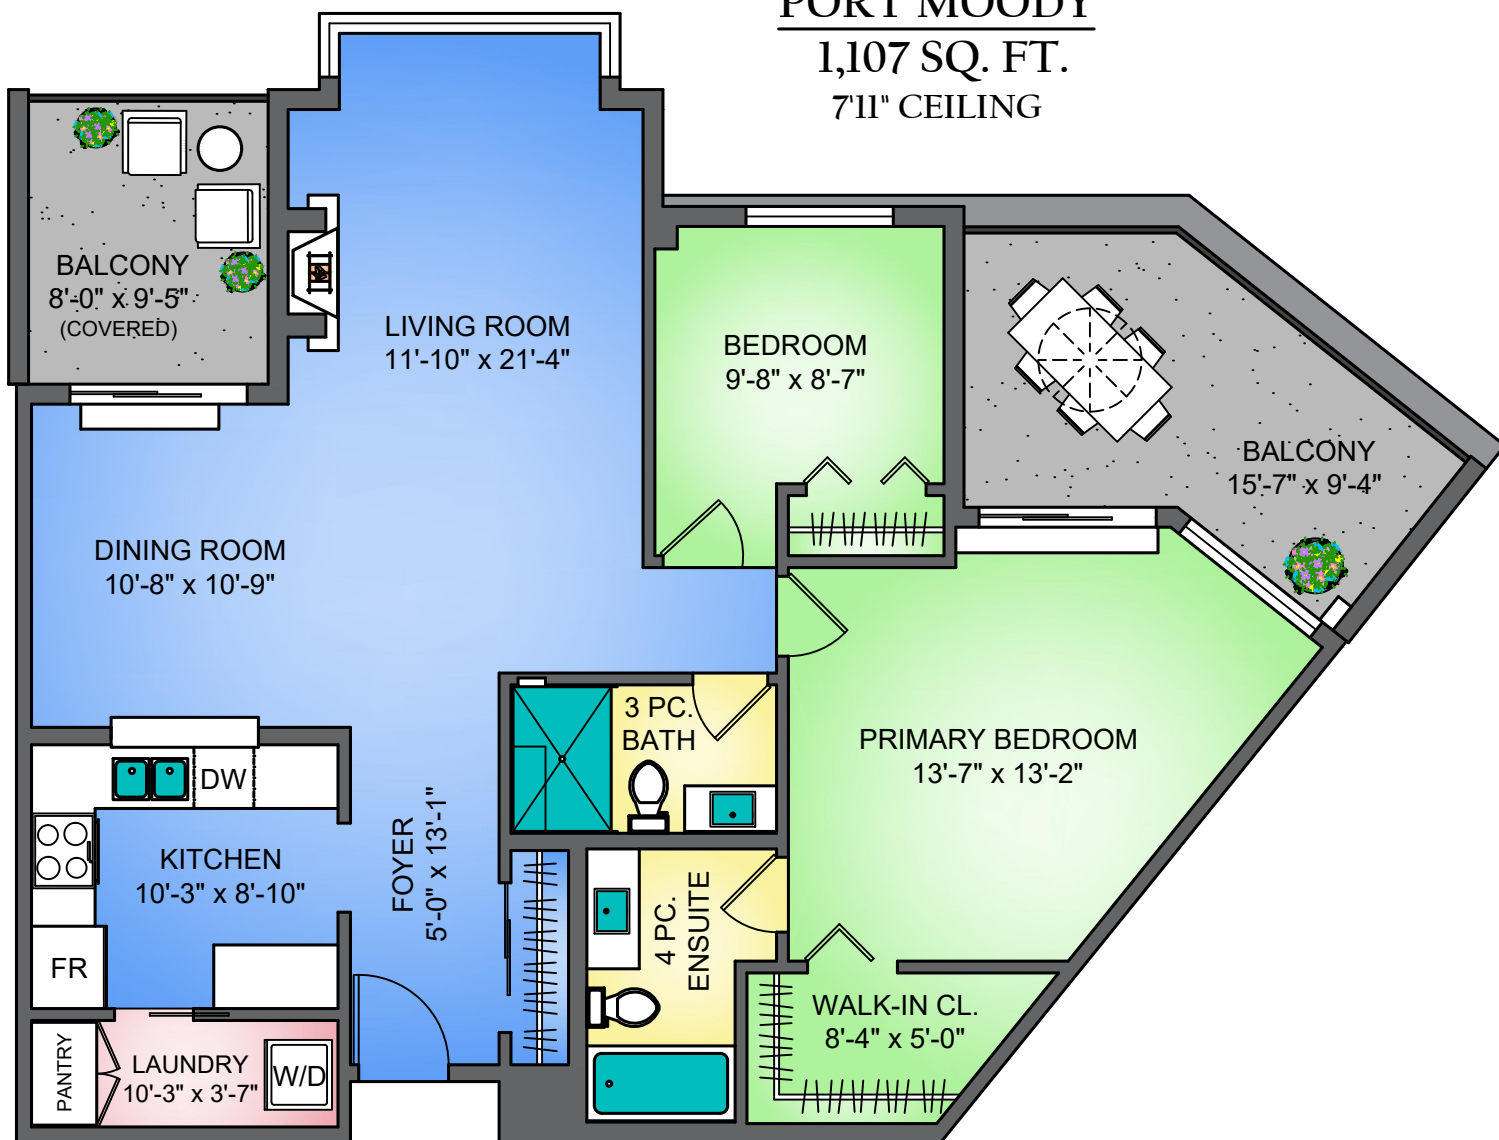 PORT MOODY
1,107 SQ. FT.
7'11" CEILING
BALCONY
8'-0" x 9'-5"
(COVERED)
LIVING ROOM
11'-10" x 21'-4"
BEDROOM
9'-8" x 8'-7"
BALCONY
15'-7" x 9'-4"
DINING ROOM
10'-8" x 10'-9"
3 PC.
BATH
PRIMARY BEDROOM
13'-7" x 13'-2"
DW
KITCHEN
10'-3" x 8'-10"
FOYER
5'-0" x 13'-1"
4 PC.
ENSUITE
FR
WALK-IN CL.
8'-4" x 5'-0"
PANTRY
LAUNDRY
10'-3" x 3'-7"
W/D